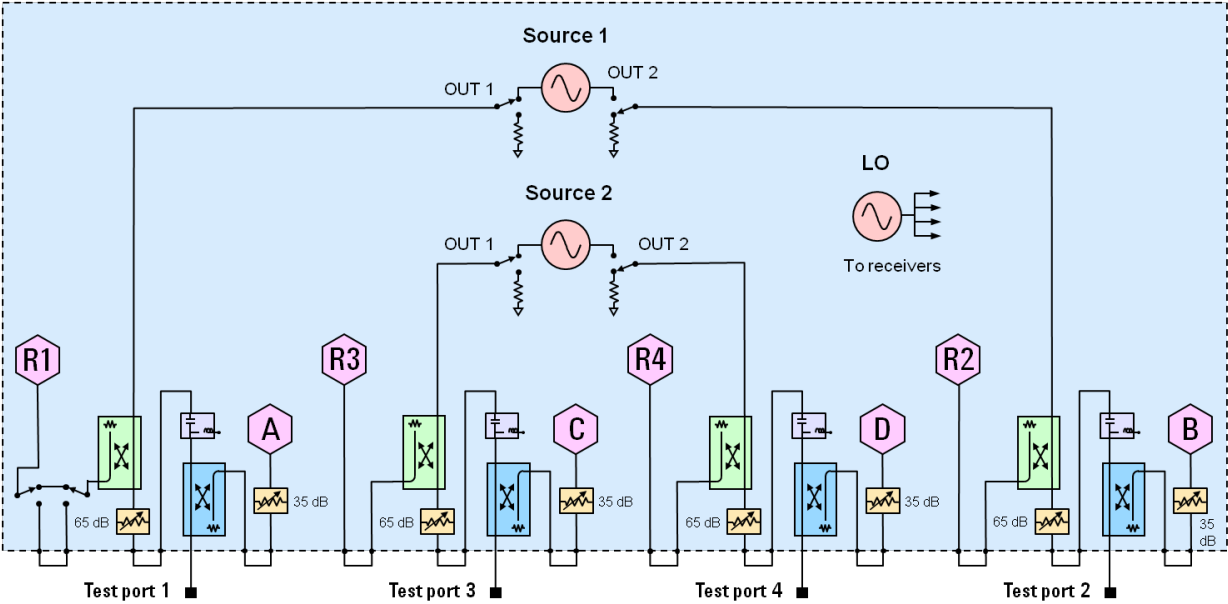 Source 1
OUT 1
OUT 2
LO
Source 2
OUT 1
OUT 2
To receivers
R1
R3
R4
R2
A
C
D
B
35 dB
35 dB
35 dB
35
dB
65 dB
65 dB
65 dB
65 dB
Test port 1
Test port 3
Test port 4
Test port 2